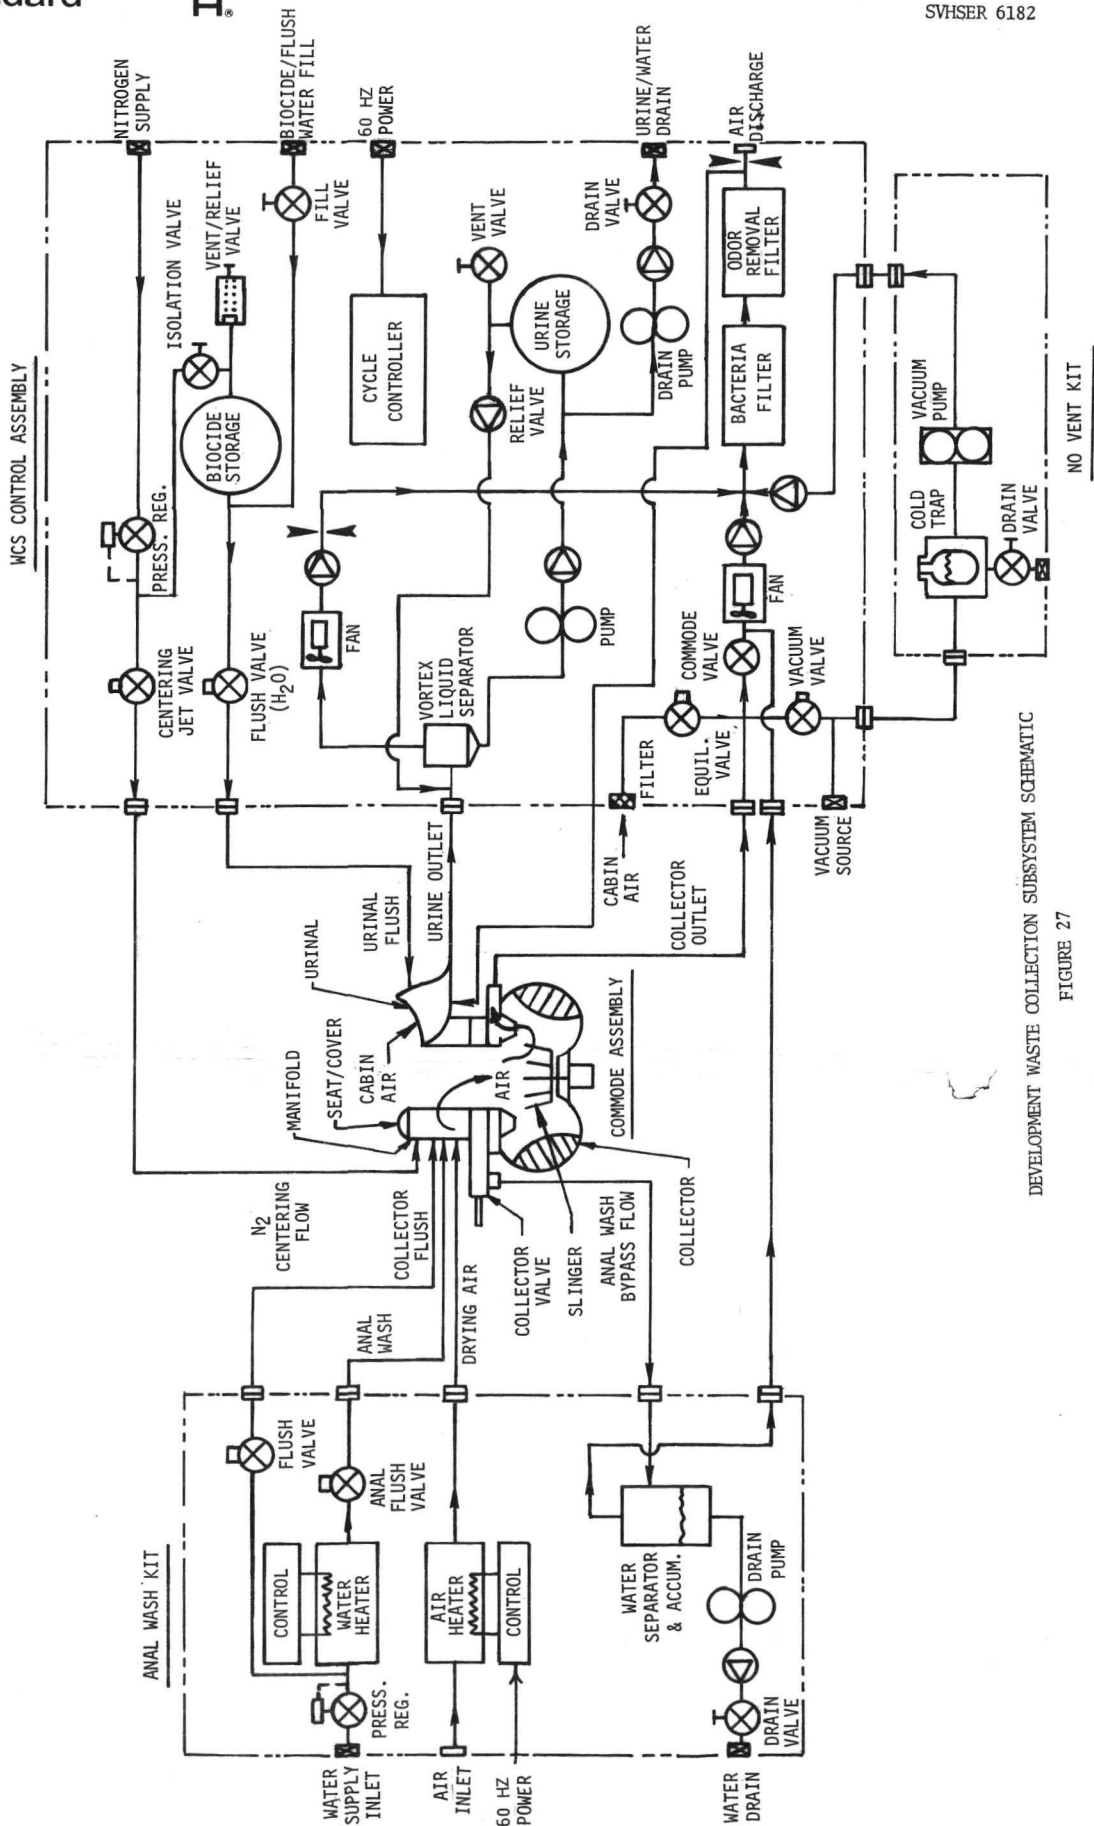 SVHSER 6182
WCS CONTROL ASSEMBLY
NITROGEN
SUPPLY
BIOCIDE/FLUSH
WATER FILL
60 HZ
POWER
URINE/WATER
DRAIN
AIR
DISCHARGE
ISOLATION VALVE
VENT/RELIEF
VALVE
FILL
VALVE
VENT
VALVE
DRAIN
VALVE
ODOR
REMOVAL
FILTER
BIOCIDE
STORAGE
CYCLE
CONTROLLER
URINE
STORAGE
RELIEF
VALVE
DRAIN
PUMP
BACTERIA
FILTER
PRESS. REG.
CENTERING
JET VALVE
FLUSH VALVE
(H2O)
FAN
VORTEX
LIQUID
SEPARATOR
PUMP
FAN
COMMODE
VALVE
VACUUM
VALVE
EQUIL.
VALVE
FILTER
CABIN
AIR
VACUUM
SOURCE
VACUUM
PUMP
COLD
TRAP
DRAIN
VALVE
NO VENT KIT
URINAL
FLUSH
URINE OUTLET
COLLECTOR
OUTLET
URINAL
CABIN
AIR
SEAT/COVER
MANIFOLD
AIR
COMMODE ASSEMBLY
N2
CENTERING
FLOW
COLLECTOR
FLUSH
ANAL
WASH
DRYING AIR
COLLECTOR
VALVE
SLINGER
ANAL WASH
BYPASS FLOW
COLLECTOR
ANAL WASH KIT
FLUSH
VALVE
ANAL
FLUSH
VALVE
CONTROL
WATER
HEATER
AIR
HEATER
CONTROL
PRESS.
REG.
WATER
SEPARATOR
& ACCUM.
DRAIN
PUMP
DRAIN
VALVE
WATER
SUPPLY
INLET
AIR
INLET
60 HZ
POWER
WATER
DRAIN
DEVELOPMENT WASTE COLLECTION SUBSYSTEM SCHEMATIC
FIGURE 27